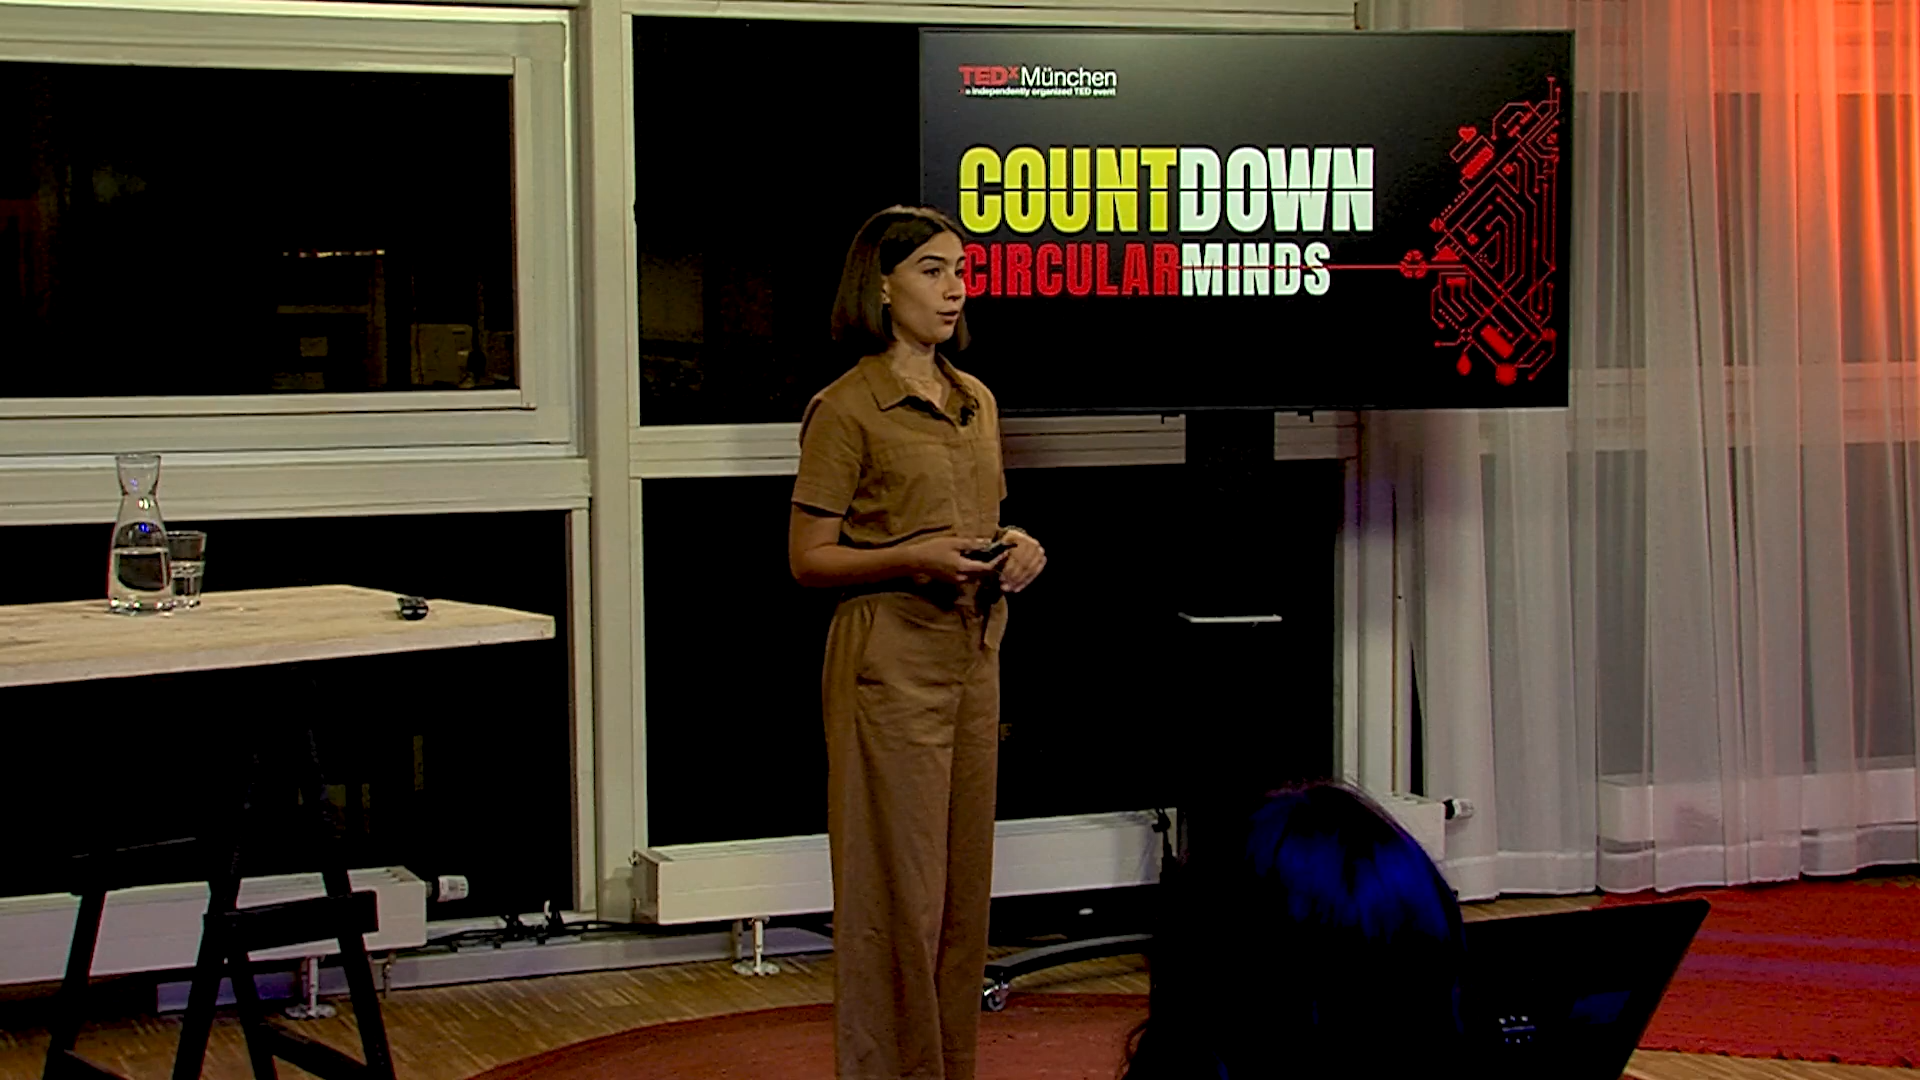 TEDxMünchen
x = independently organized TED event
COUNTDOWN
CIRCULARMINDS